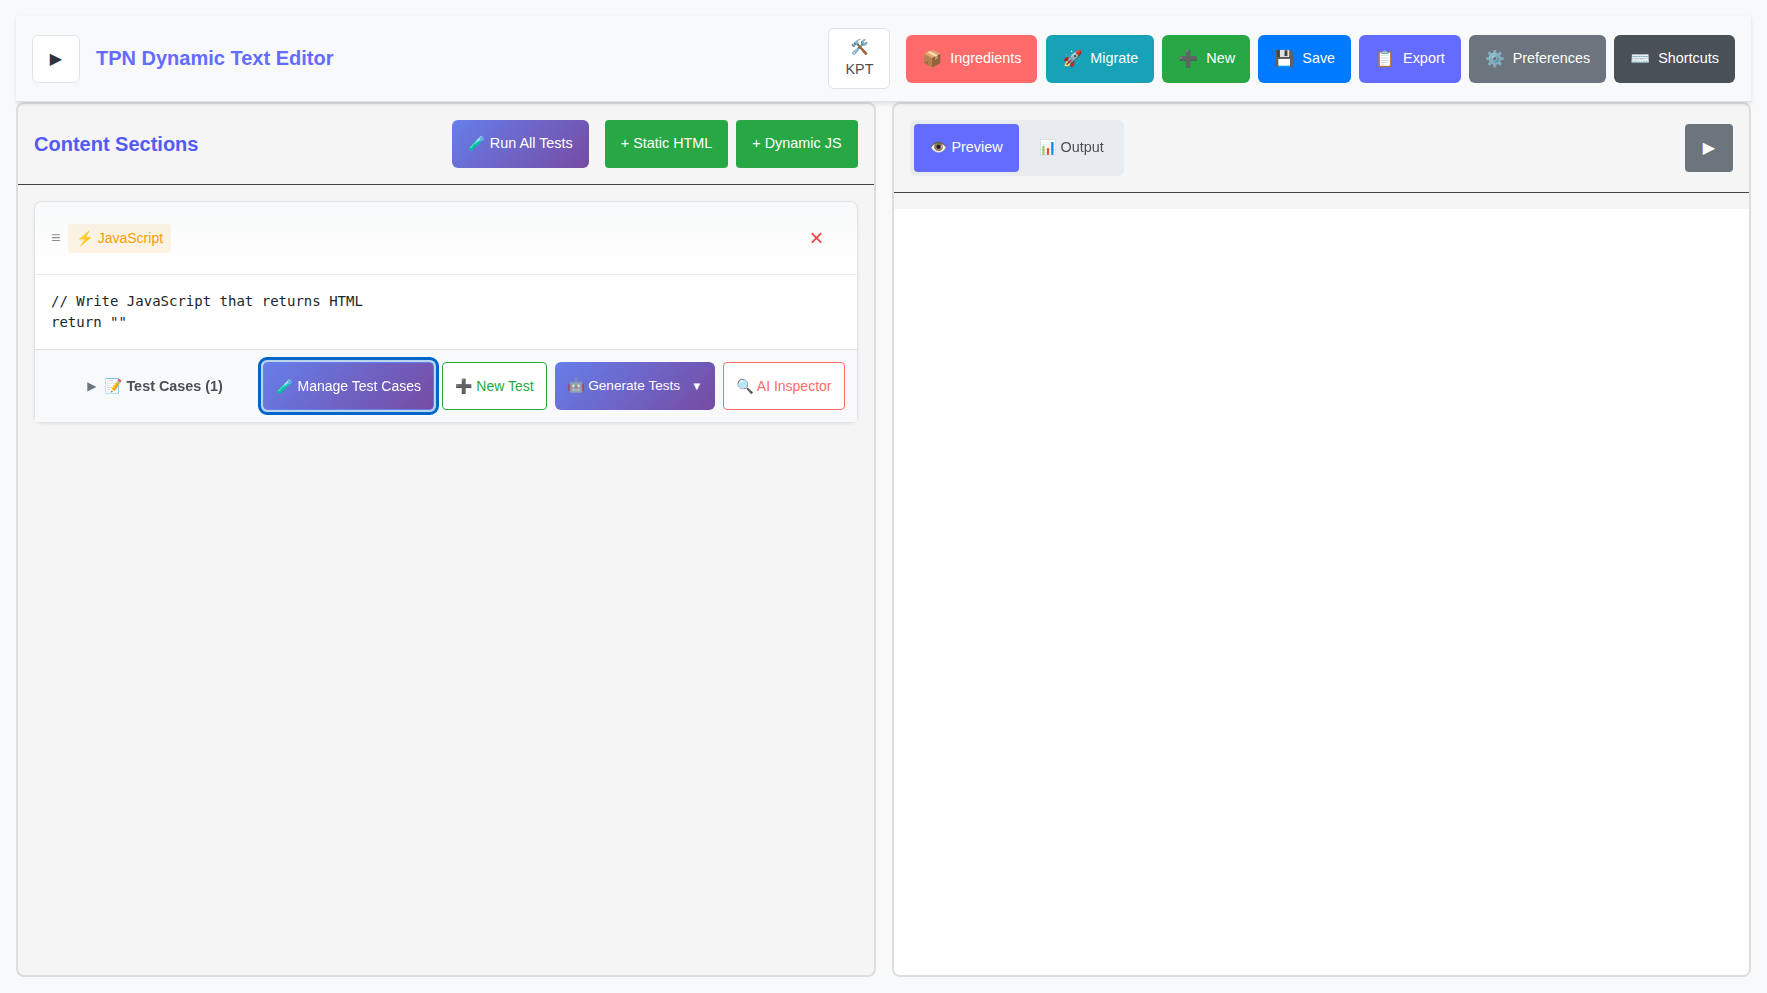 ▶ TPN Dynamic Text Editor
🛠️ KPT
📦 Ingredients
🚀 Migrate
➕ New
💾 Save
📋 Export
⚙️ Preferences
⌨️ Shortcuts
Content Sections
🧪 Run All Tests
+ Static HTML
+ Dynamic JS
👁️ Preview
📊 Output
▶
≡ ⚡ JavaScript
✕
// Write JavaScript that returns HTML
return ""
▶ 📝 Test Cases (1)
🧪 Manage Test Cases
➕ New Test
🤖 Generate Tests ▼
🔍 AI Inspector